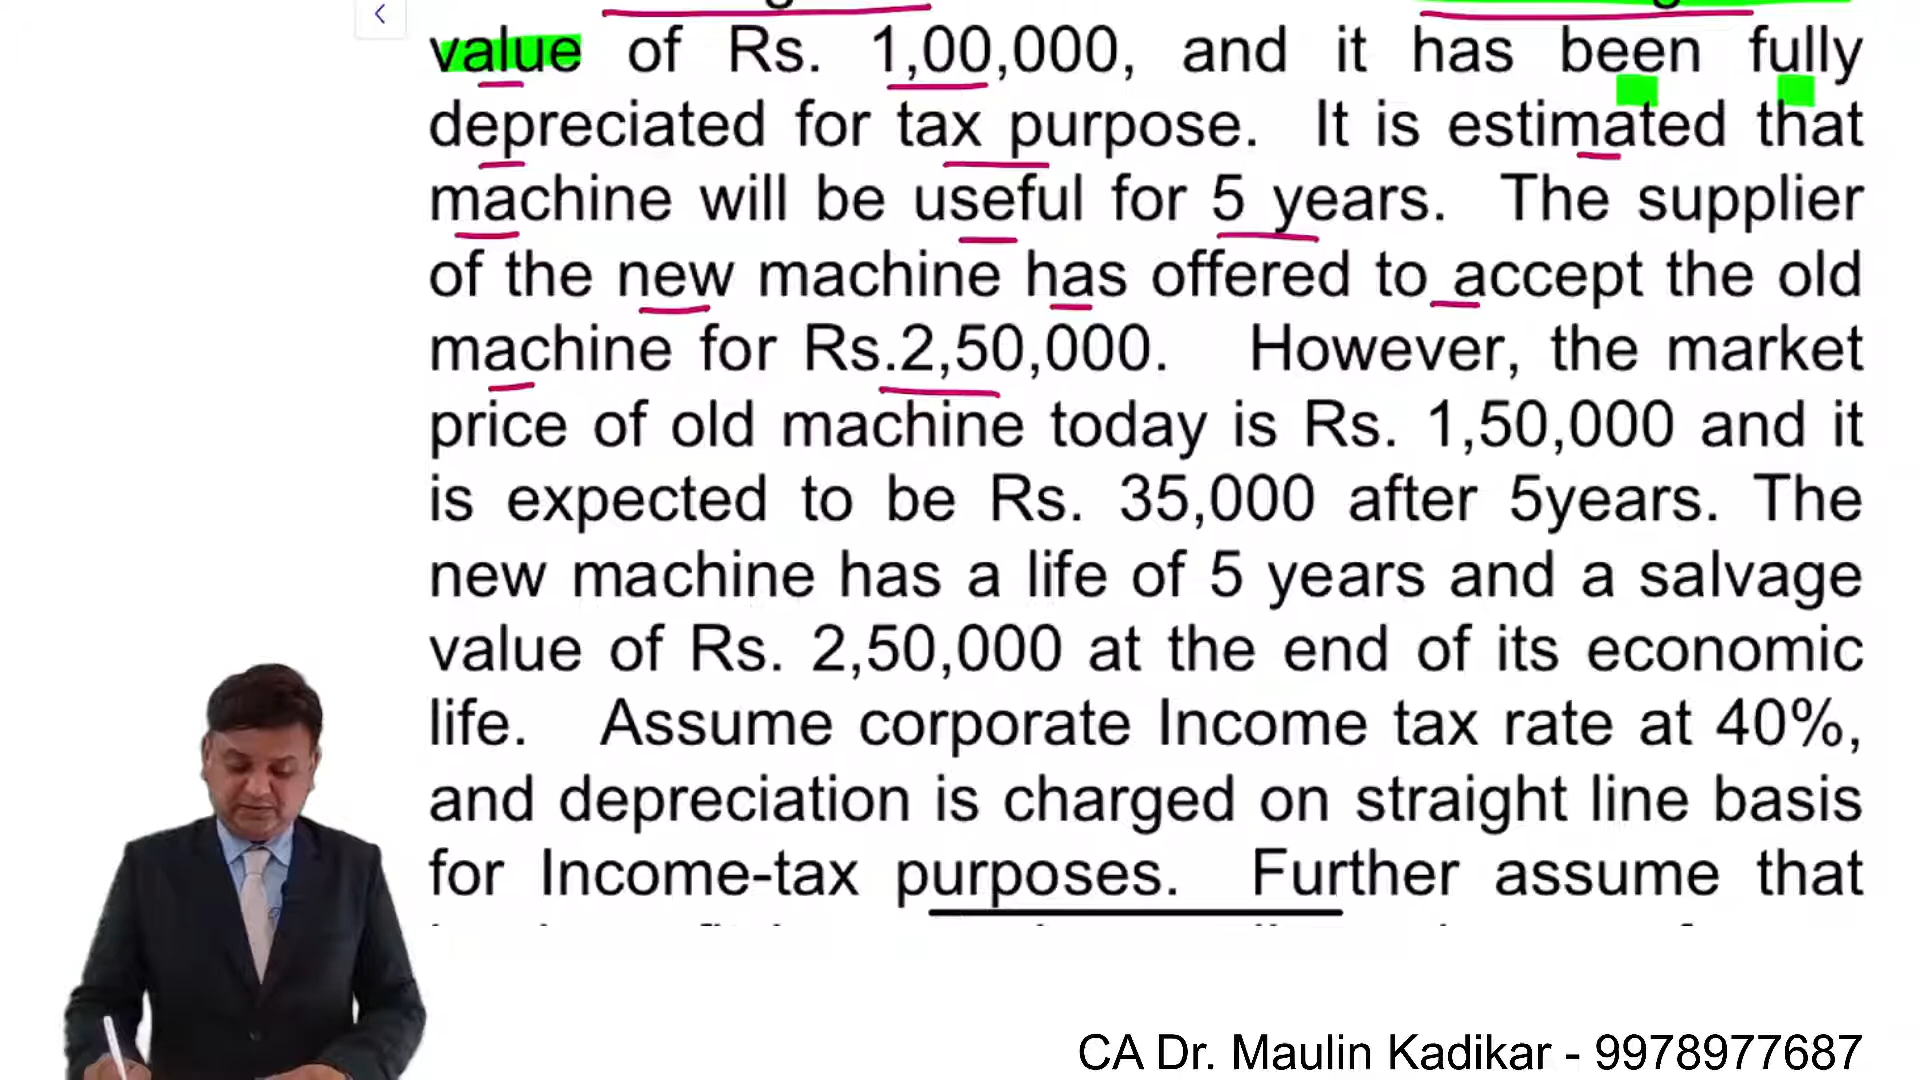 value of Rs. 1,00,000, and it has been fully
depreciated for tax purpose. It is estimated that
machine will be useful for 5 years. The supplier
of the new machine has offered to accept the old
machine for Rs.2,50,000. However, the market
price of old machine today is Rs. 1,50,000 and it
is expected to be Rs. 35,000 after 5years. The
new machine has a life of 5 years and a salvage
value of Rs. 2,50,000 at the end of its economic
life. Assume corporate Income tax rate at 40%,
and depreciation is charged on straight line basis
for Income-tax purposes. Further assume that
CA Dr. Maulin Kadikar - 9978977687